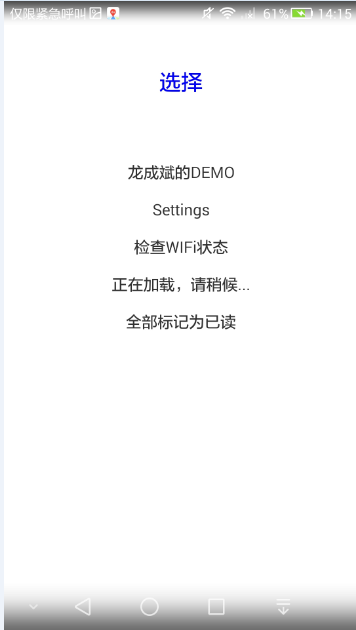 仅限紧急呼叫 61% 14:15
选择
龙成斌的DEMO
Settings
检查WIFi状态
正在加载，请稍候...
全部标记为已读